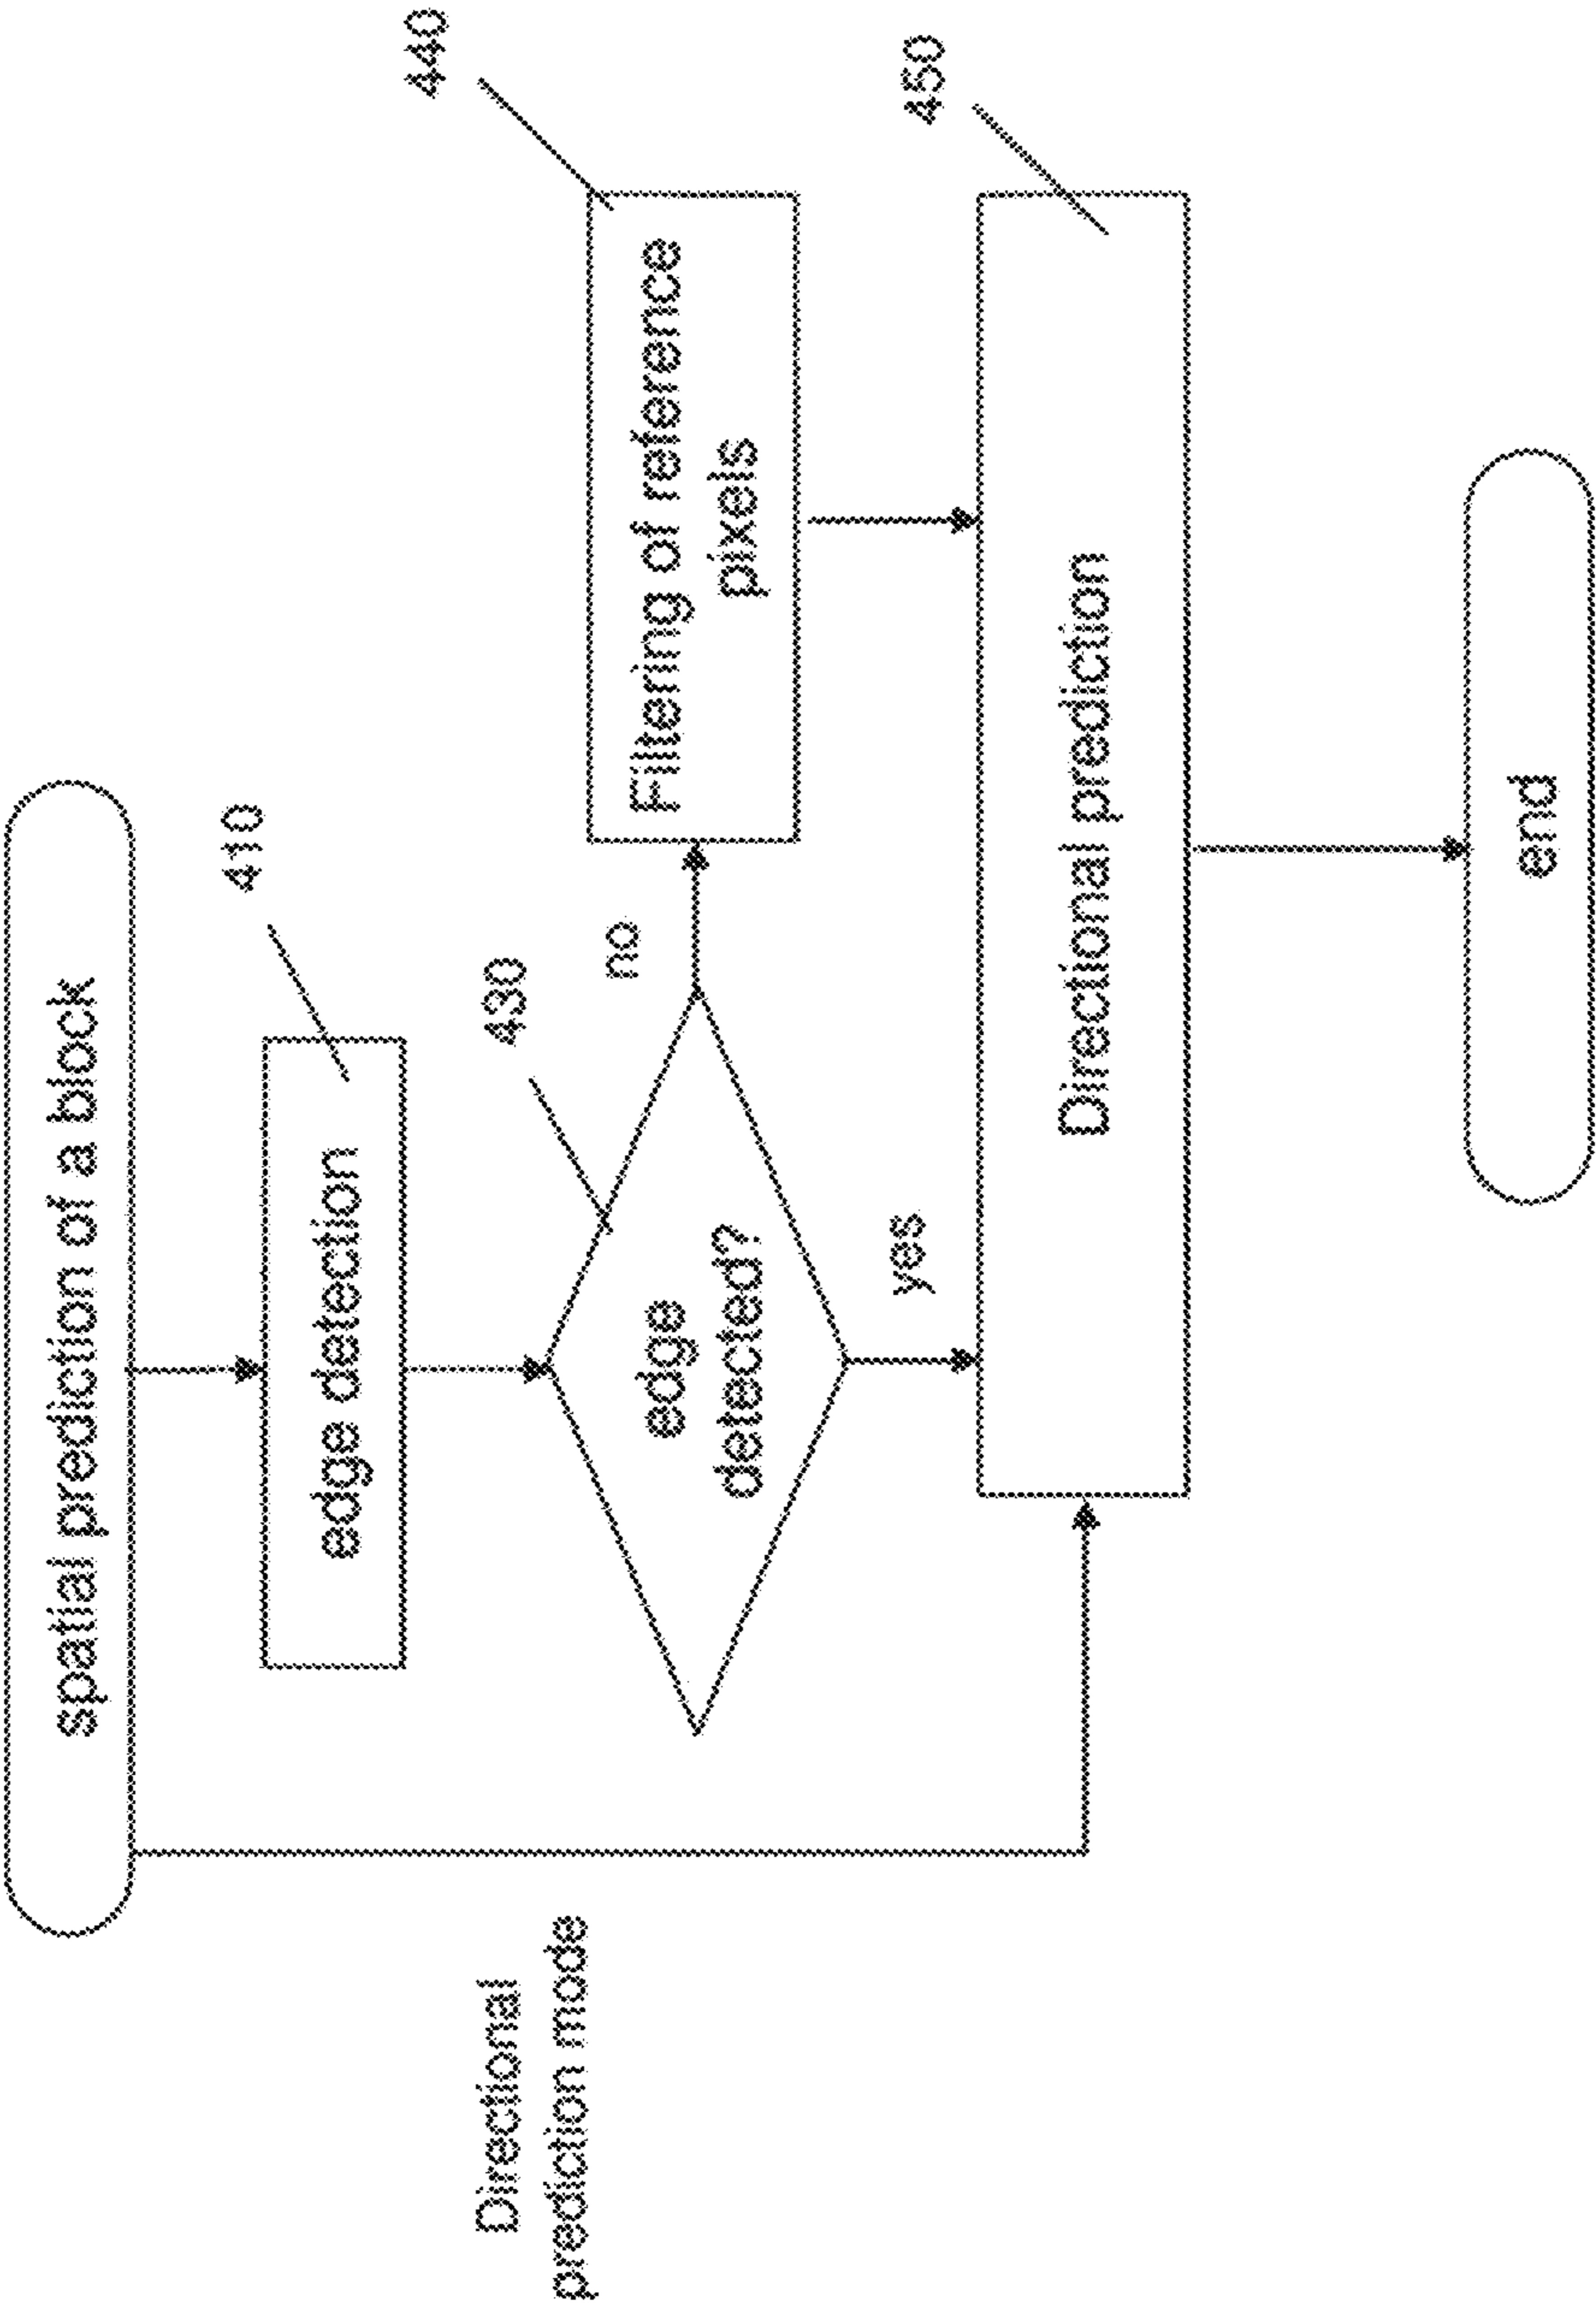 spatial prediction of a block
410
edge detection
430
edge
detected?
no
yes
440
Filtering of reference
pixels
Directional
prediction mode
450
Directional prediction
end